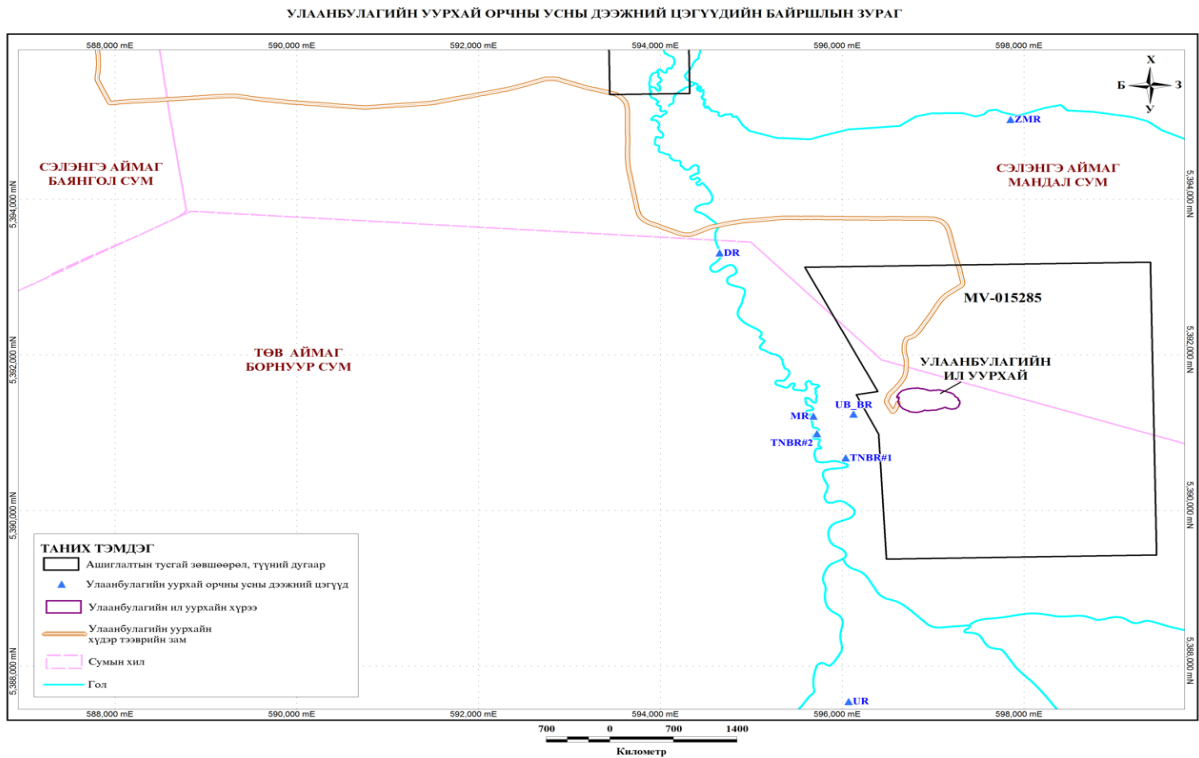 УЛААНБУЛАГИЙН УУРХАЙ ОРЧНЫ УСНЫ ДЭЭЖНИЙ ЦЭГҮҮДИЙН БАЙРШЛЫН ЗУРАГ
588,000 mE
590,000 mE
592,000 mE
594,000 mE
596,000 mE
598,000 mE
Х
Б
З
У
ZMR
СЭЛЭНГЭ АЙМАГ
БАЯНГОЛ СУМ
СЭЛЭНГЭ АЙМАГ
МАНДАЛ СУМ
5,394,000 mN
5,394,000 mN
DR
MV-015285
ТӨВ АЙМАГ
БОРНУУР СУМ
5,392,000 mN
5,392,000 mN
УЛААНБУЛАГИЙН
ИЛ УУРХАЙ
UB_BR
MR
TNBR#2
TNBR#1
5,390,000 mN
5,390,000 mN
ТАНИХ ТЭМДЭГ
Ашиглалтын тусгай зөвшөөрөл, түүний дугаар
Улаанбулагийн уурхай орчны усны дээжний цэгүүд
Улаанбулагийн ил уурхайн хүрээ
Улаанбулагийн уурхайн
хүдэр тээврийн зам
Сумын хил
Гол
5,388,000 mN
5,388,000 mN
UR
588,000 mE
590,000 mE
592,000 mE
594,000 mE
596,000 mE
598,000 mE
700
0
700
1400
Километр